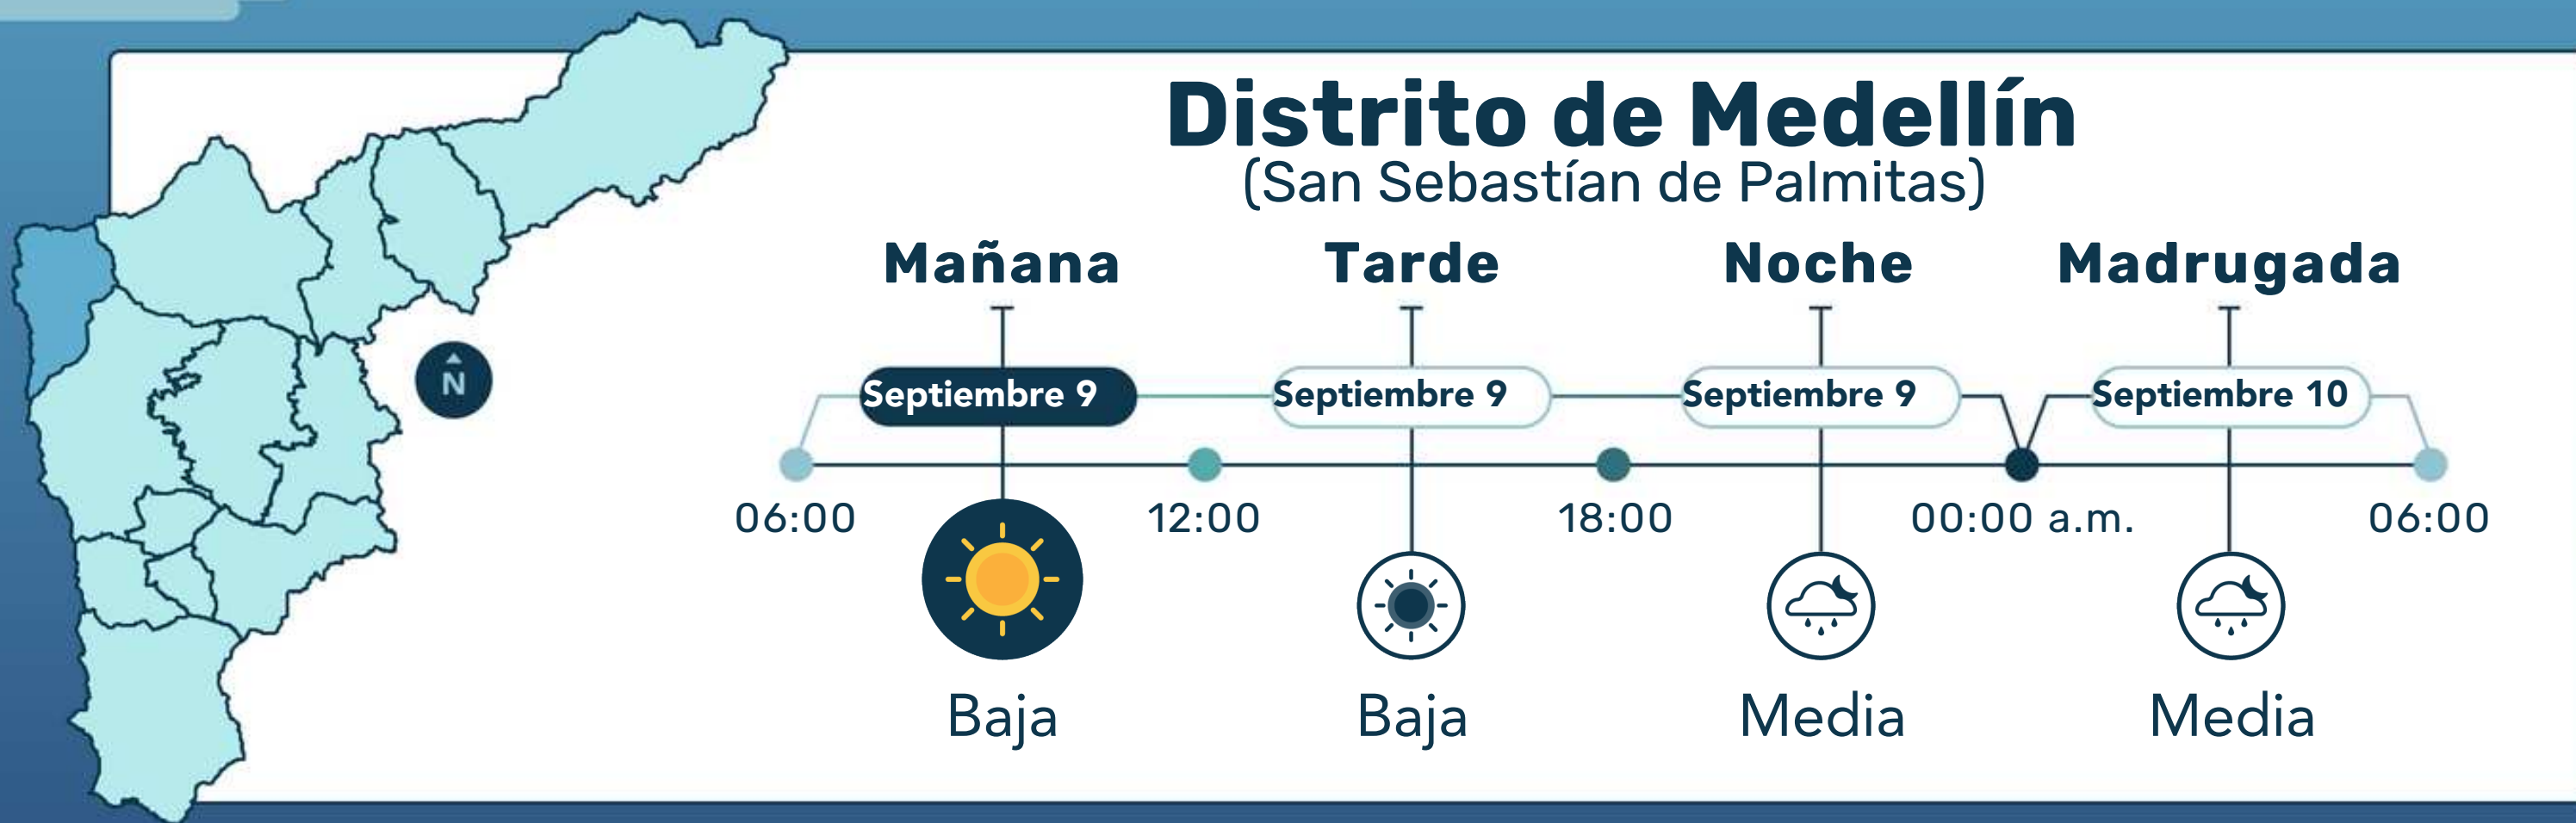 Distrito de Medellín
(San Sebastían de Palmitas)
Mañana Tarde Noche Madrugada
N
Septiembre 9 Septiembre 9 Septiembre 9 Septiembre 10
06:00 12:00 18:00 00:00 a.m. 06:00
Baja Baja Media Media